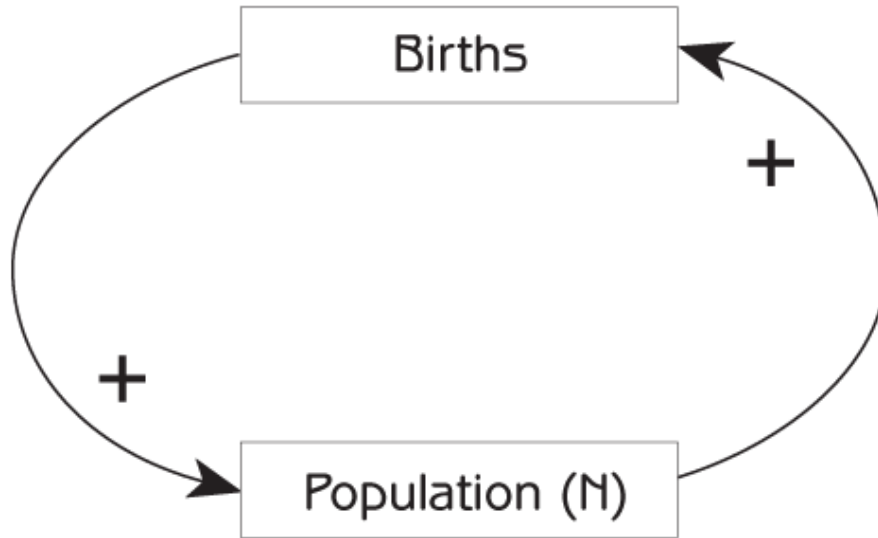 Births
+
+
Population (N)